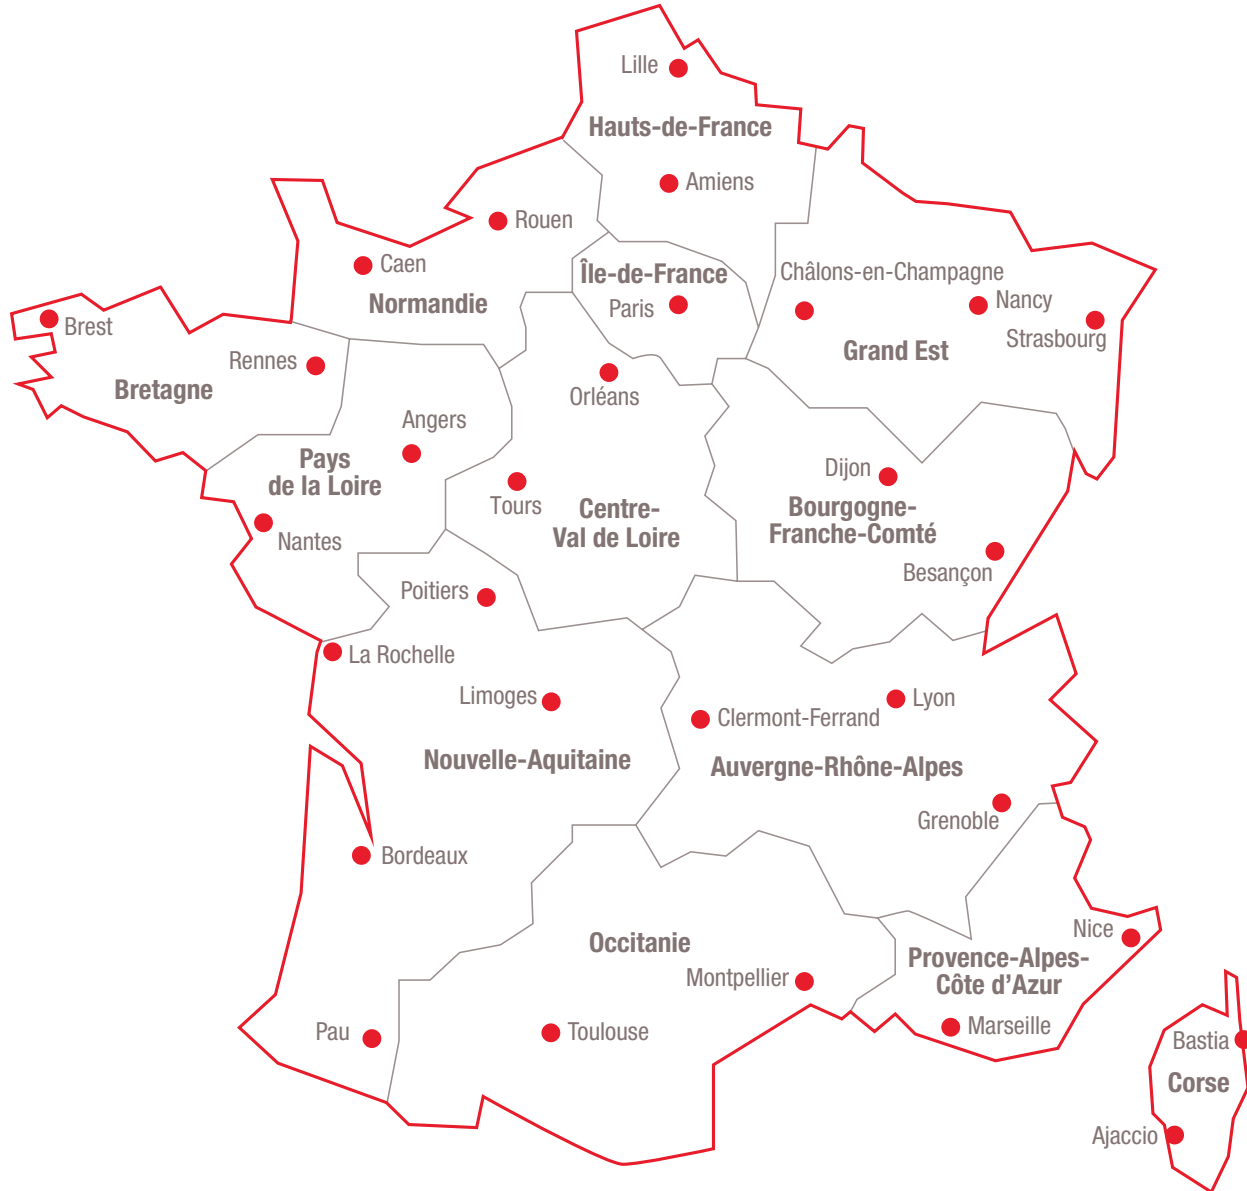 Lille
Hauts-de-France
Amiens
Rouen
Caen
Normandie
Île-de-France
Paris
Châlons-en-Champagne
Nancy
Strasbourg
Grand Est
Brest
Rennes
Bretagne
Orléans
Angers
Pays
de la Loire
Tours
Nantes
Centre-
Val de Loire
Dijon
Bourgogne-
Franche-Comté
Besançon
Poitiers
La Rochelle
Limoges
Nouvelle-Aquitaine
Clermont-Ferrand
Lyon
Auvergne-Rhône-Alpes
Grenoble
Bordeaux
Occitanie
Montpellier
Nice
Provence-Alpes-
Côte d’Azur
Pau
Toulouse
Marseille
Bastia
Corse
Ajaccio